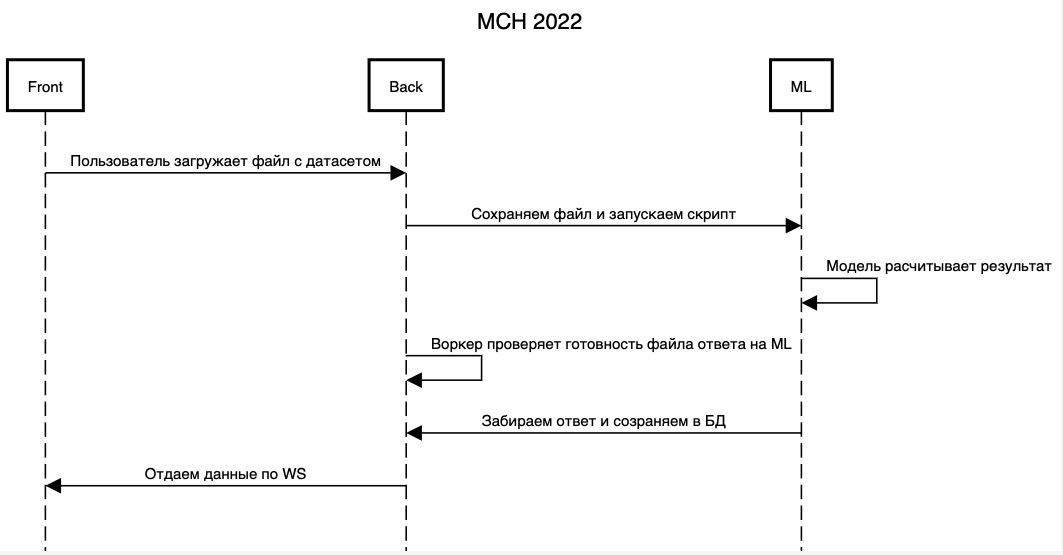 МСН 2022
Front
Back
ML
Пользователь загружает файл с датасетом
Сохраняем файл и запускаем скрипт
Модель расчитывает результат
Воркер проверяет готовность файла ответа на ML
Забираем ответ и созраняем в БД
Отдаем данные по WS